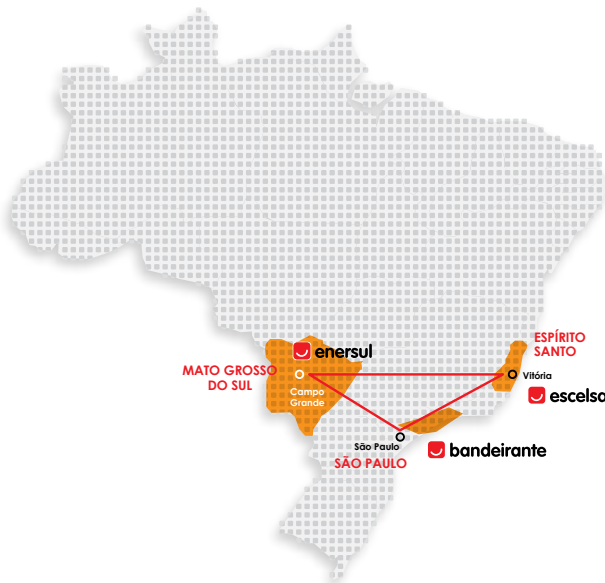 enersul
MATO GROSSO
DO SUL
Campo
Grande
ESPÍRITO
SANTO
Vitória
escelsa
São Paulo
SÃO PAULO
bandeirante